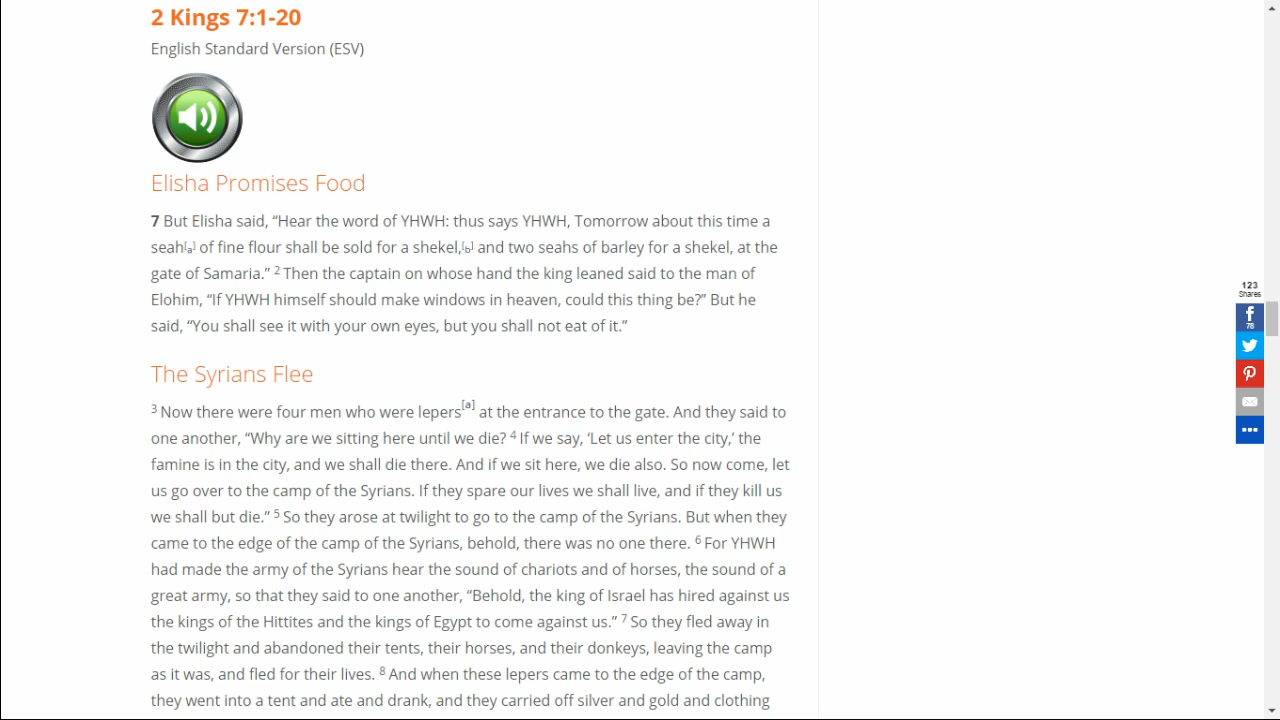 2 Kings 7:1-20
English Standard Version (ESV)
Elisha Promises Food
7 But Elisha said, “Hear the word of YHWH: thus says YHWH, Tomorrow about this time a
seah[a] of fine flour shall be sold for a shekel,[b] and two seahs of barley for a shekel, at the
gate of Samaria.” 2 Then the captain on whose hand the king leaned said to the man of
Elohim, “If YHWH himself should make windows in heaven, could this thing be?” But he
said, “You shall see it with your own eyes, but you shall not eat of it.”
The Syrians Flee
3 Now there were four men who were lepers[a] at the entrance to the gate. And they said to
one another, “Why are we sitting here until we die? 4 If we say, ‘Let us enter the city,’ the
famine is in the city, and we shall die there. And if we sit here, we die also. So now come, let
us go over to the camp of the Syrians. If they spare our lives we shall live, and if they kill us
we shall but die.” 5 So they arose at twilight to go to the camp of the Syrians. But when they
came to the edge of the camp of the Syrians, behold, there was no one there. 6 For YHWH
had made the army of the Syrians hear the sound of chariots and of horses, the sound of a
great army, so that they said to one another, “Behold, the king of Israel has hired against us
the kings of the Hittites and the kings of Egypt to come against us.” 7 So they fled away in
the twilight and abandoned their tents, their horses, and their donkeys, leaving the camp
as it was, and fled for their lives. 8 And when these lepers came to the edge of the camp,
they went into a tent and ate and drank, and they carried off silver and gold and clothing
123
Shares
78